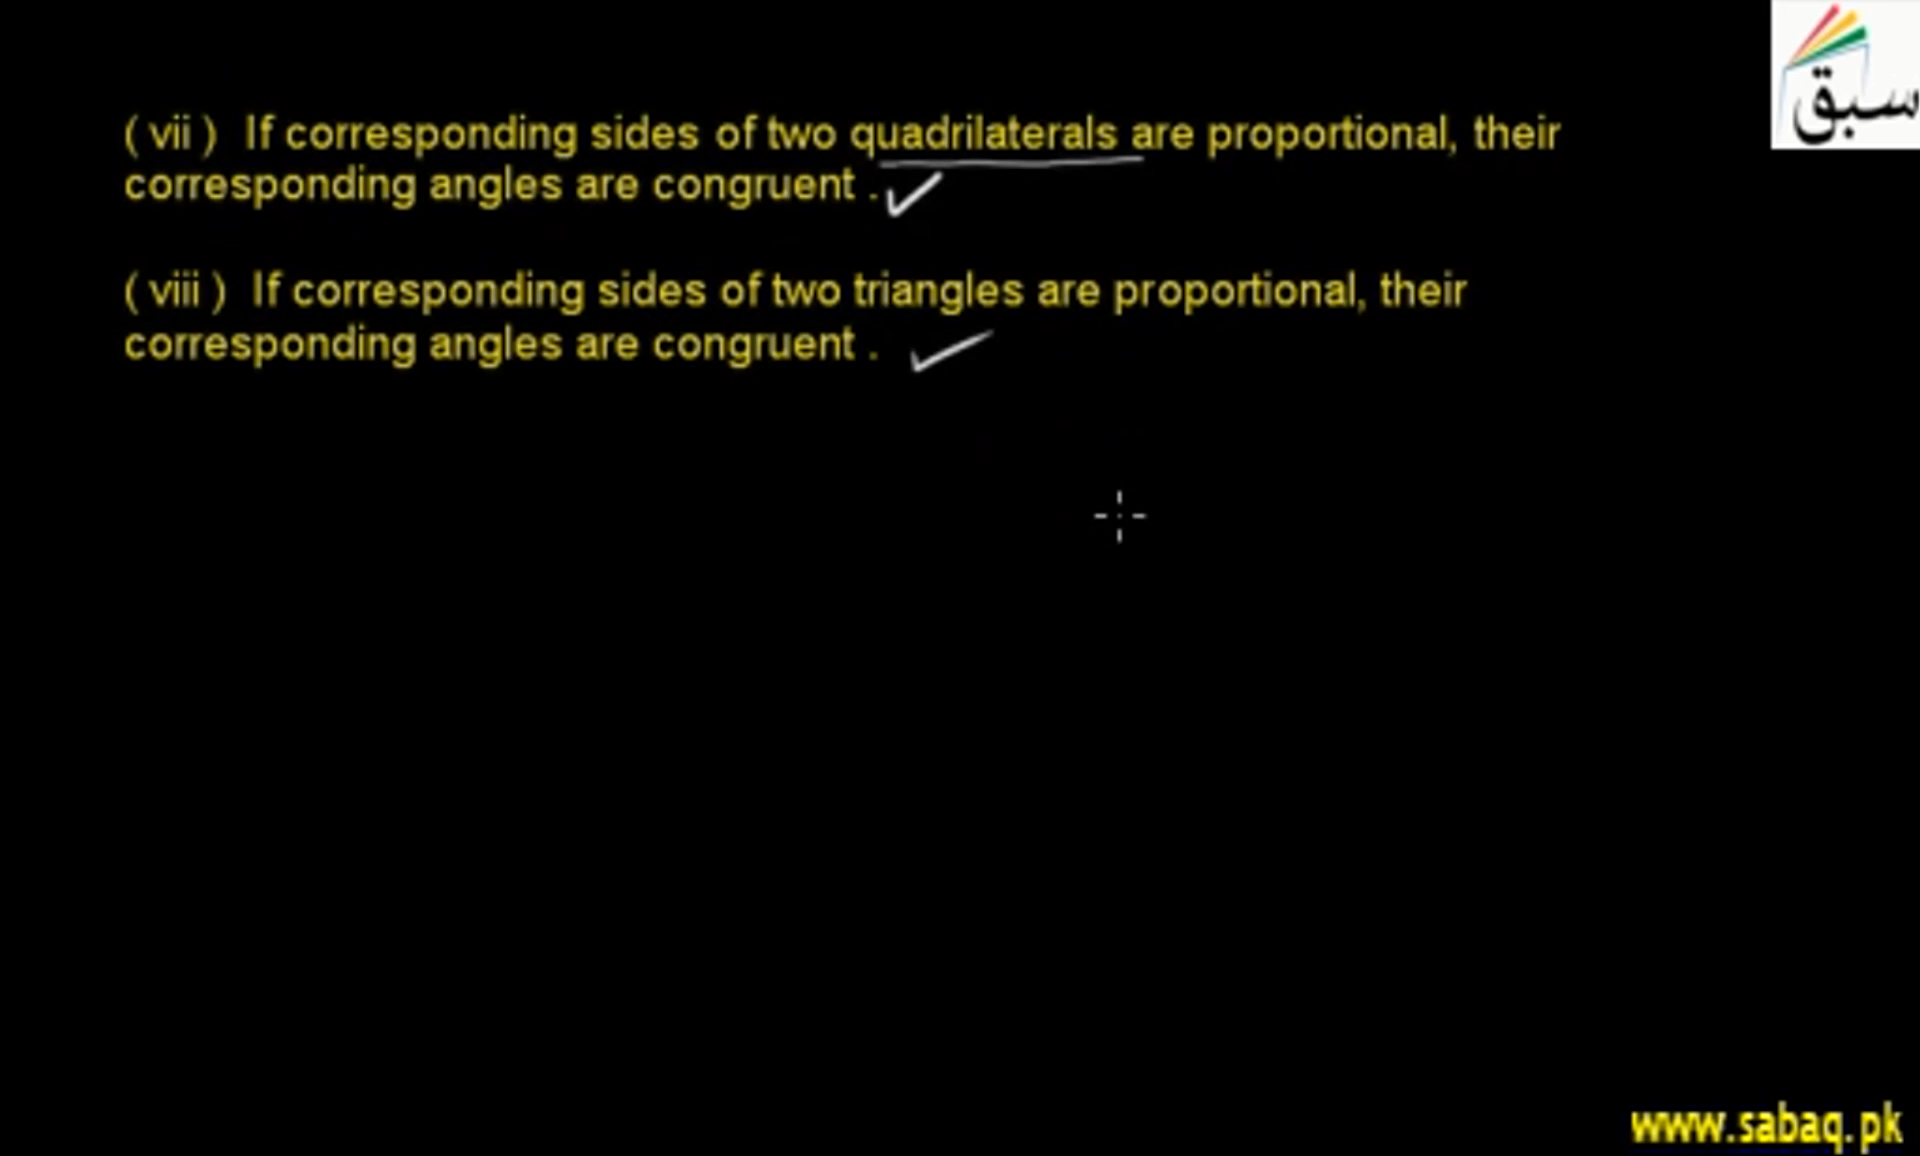 سبق
( vii )  If corresponding sides of two quadrilaterals are proportional, their
corresponding angles are congruent .
( viii )  If corresponding sides of two triangles are proportional, their
corresponding angles are congruent .
www.sabaq.pk